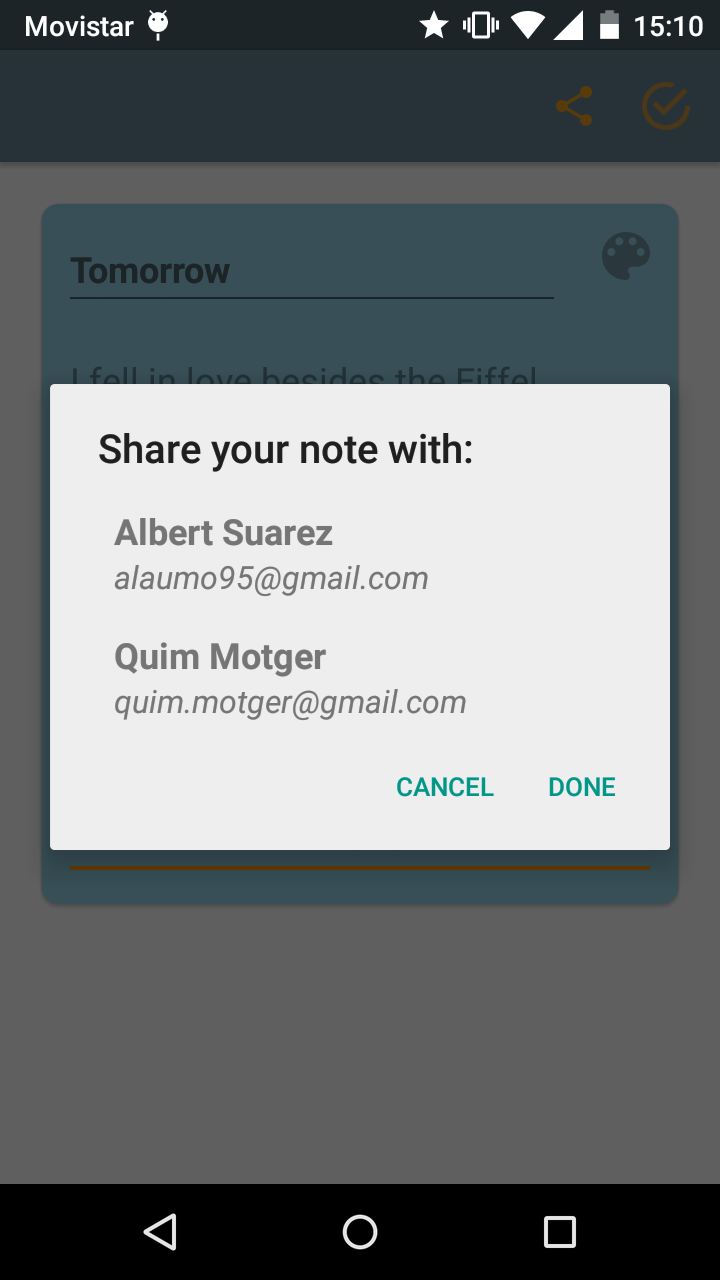 Movistar 15:10
Tomorrow
I fell in love besides the Eiffel
Share your note with:
Albert Suarez
alaumo95@gmail.com
Quim Motger
quim.motger@gmail.com
CANCEL DONE